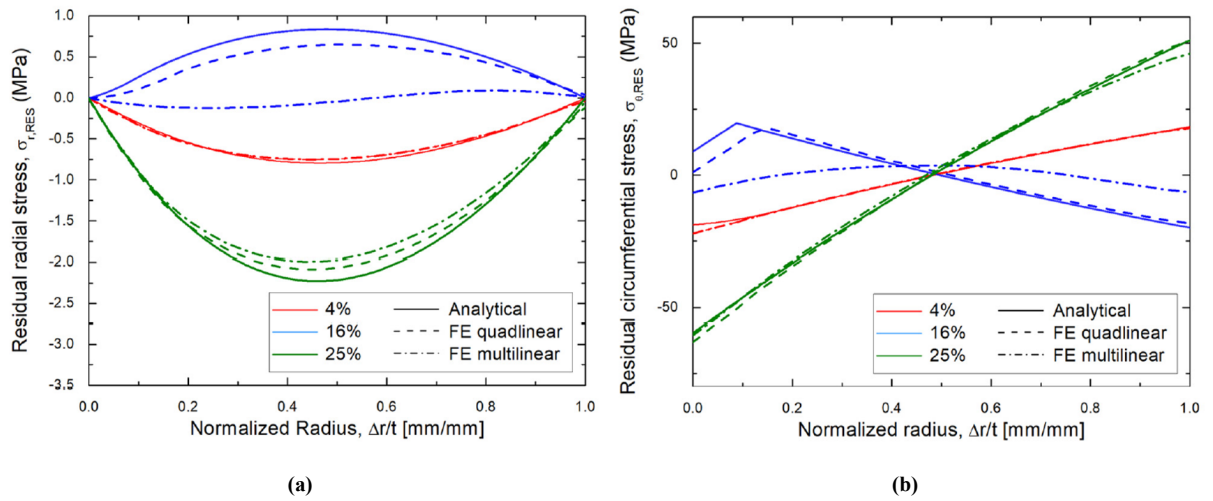 Residual radial stress, σr,RES (MPa)
1.0
0.5
0.0
-0.5
-1.0
-1.5
-2.0
-2.5
-3.0
-3.5
0.0 0.2 0.4 0.6 0.8 1.0
Normalized Radius, Δr/t [mm/mm]
4% Analytical
16% FE quadlinear
25% FE multilinear
(a)
Residual circumferential stress, σθ,RES (MPa)
50
0
-50
0.0 0.2 0.4 0.6 0.8 1.0
Normalized radius, Δr/t [mm/mm]
4% Analytical
16% FE quadlinear
25% FE multilinear
(b)